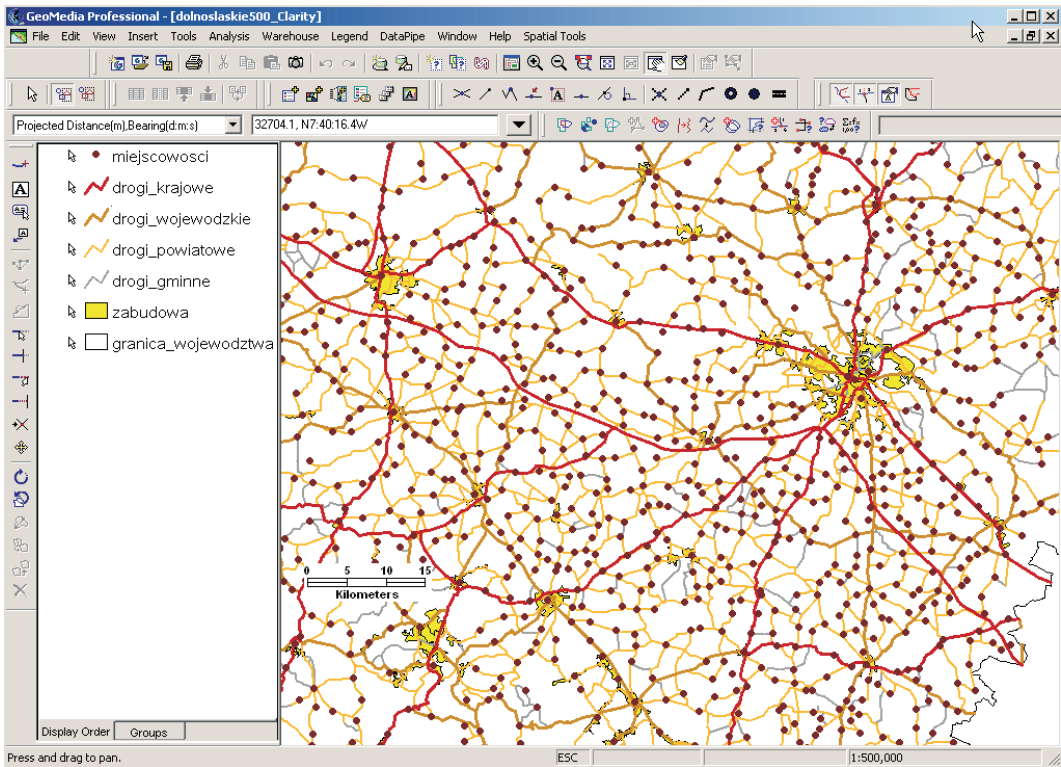 GeoMedia Professional - [dolnoslaskie500_Clarity]
File Edit View Insert Tools Analysis Warehouse Legend DataPipe Window Help Spatial Tools
Projected Distance(m),Bearing(d:m:s) 32704.1, N7:40:16.4W
miejscowosci
drogi_krajowe
drogi_wojewodzkie
drogi_powiatowe
drogi_gminne
zabudowa
granica_wojewodztwa
0 5 10 15
Kilometers
Display Order Groups
Press and drag to pan. ESC 1:500,000